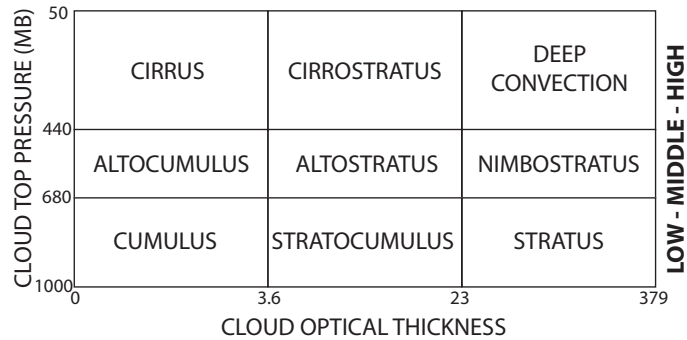 CLOUD TOP PRESSURE (MB)
50
440
680
1000
CIRRUS
CIRROSTRATUS
DEEP
CONVECTION
ALTOCUMULUS
ALTOSTRATUS
NIMBOSTRATUS
CUMULUS
STRATOCUMULUS
STRATUS
LOW - MIDDLE - HIGH
0
3.6
23
379
CLOUD OPTICAL THICKNESS